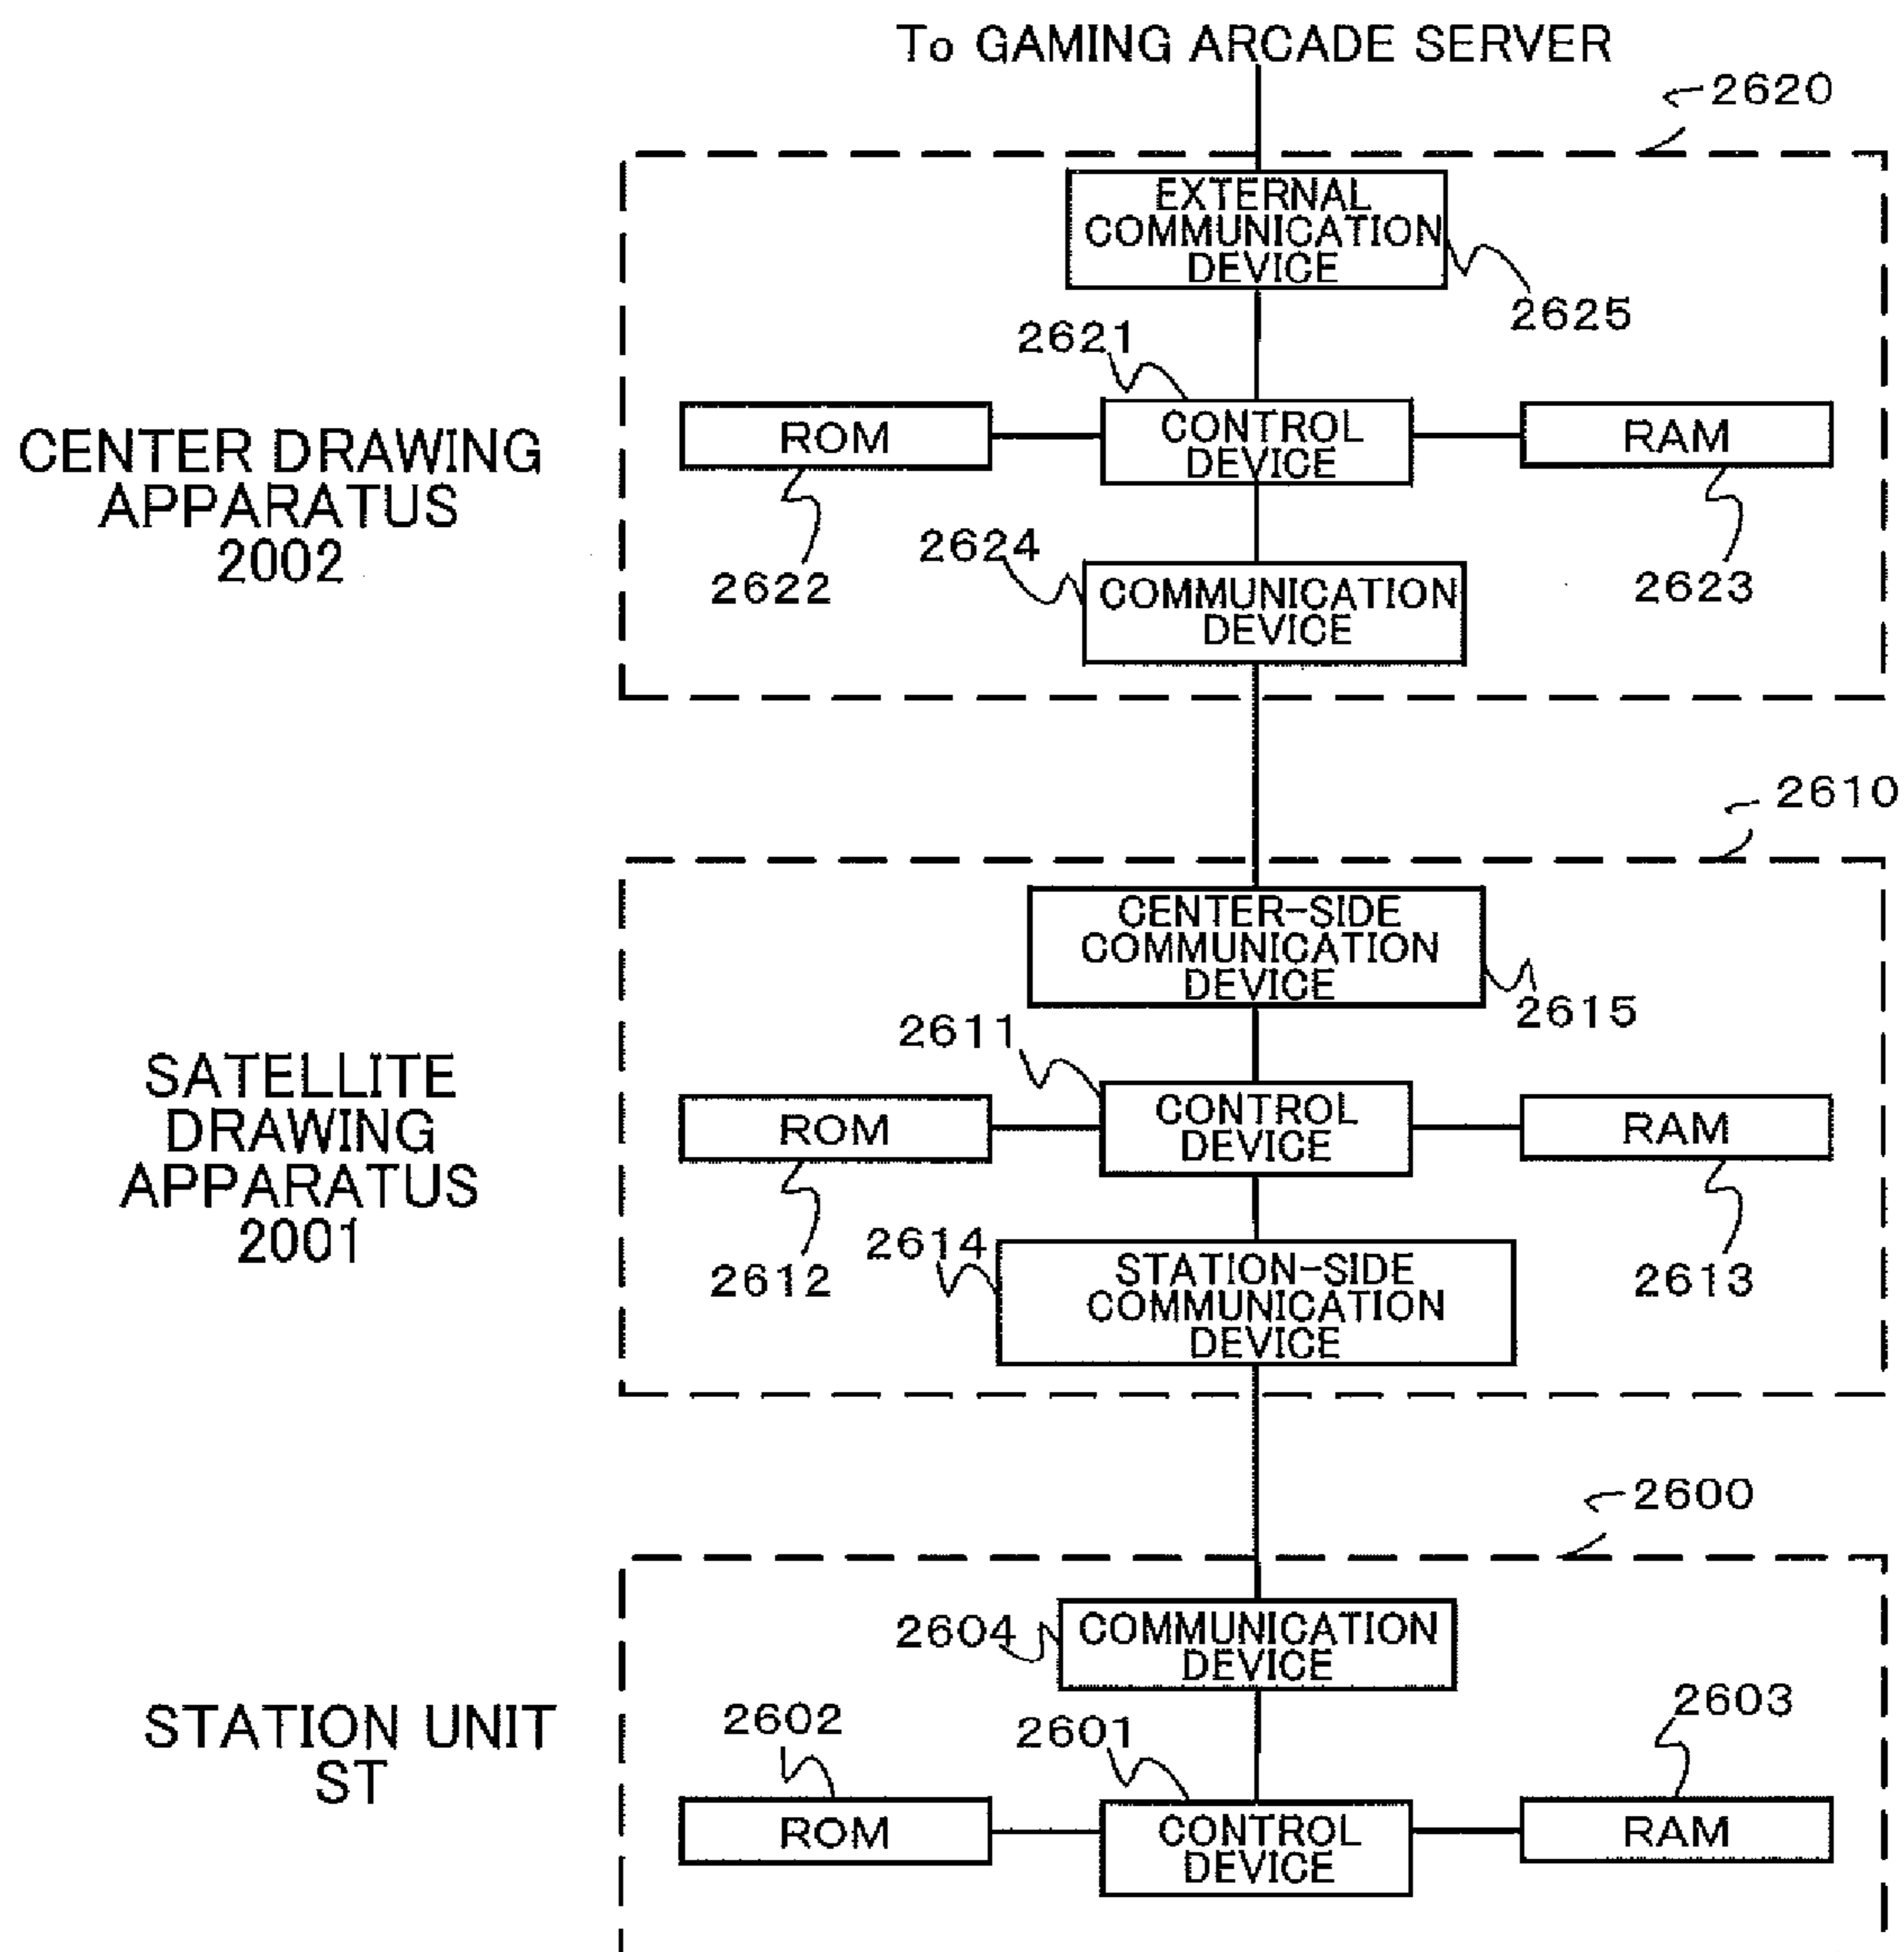 To GAMING ARCADE SERVER
2620
EXTERNAL
COMMUNICATION
DEVICE
2625
2621
ROM
CONTROL
DEVICE
RAM
CENTER DRAWING
APPARATUS
2002
2622
2624
2623
COMMUNICATION
DEVICE
2610
CENTER-SIDE
COMMUNICATION
DEVICE
2615
2611
SATELLITE
DRAWING
APPARATUS
2001
ROM
CONTROL
DEVICE
RAM
2612
2614
2613
STATION-SIDE
COMMUNICATION
DEVICE
2600
2604
COMMUNICATION
DEVICE
STATION UNIT
ST
2602
2601
2603
ROM
CONTROL
DEVICE
RAM